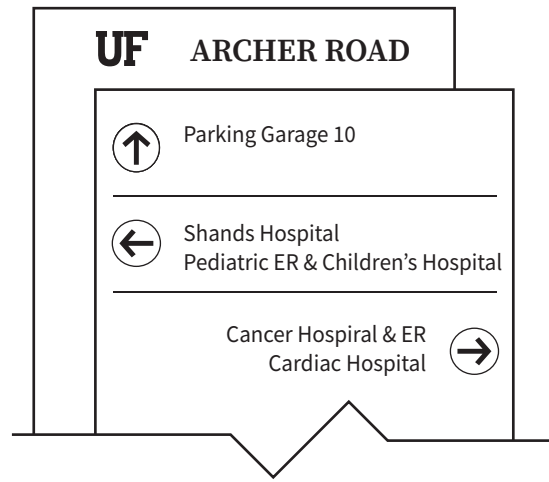 UF ARCHER ROAD
Parking Garage 10
Shands Hospital
Pediatric ER & Children's Hospital
Cancer Hospiral & ER
Cardiac Hospital